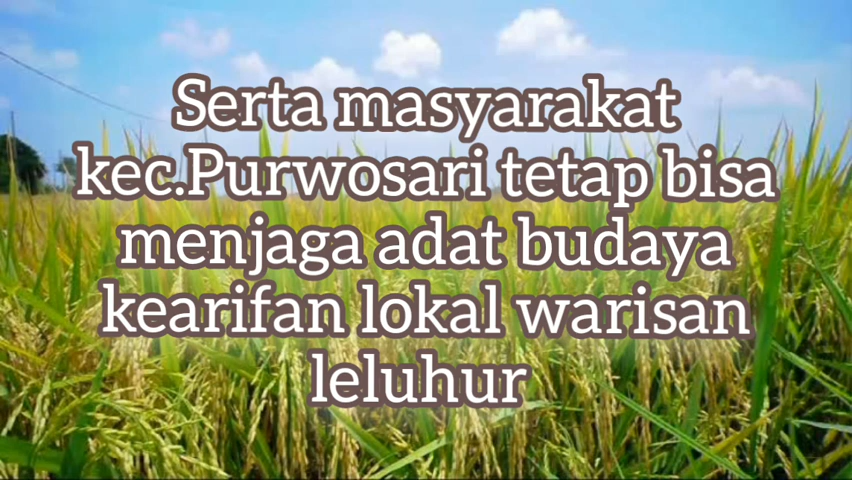 Serta masyarakat
kec.Purwosari tetap bisa
menjaga adat budaya
kearifan lokal warisan
leluhur